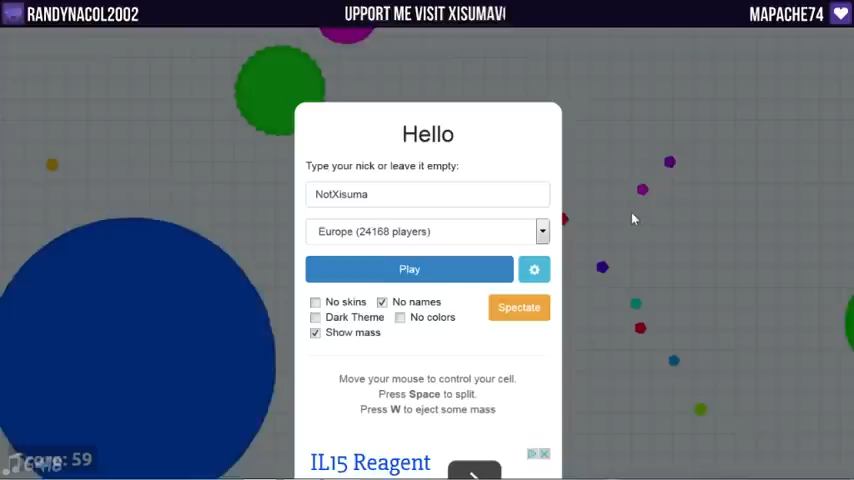 RANDYNACOL2002
UPPORT ME VISIT XISUMAV
MAPACHE74
Hello
Type your nick or leave it empty:
NotXisuma
Europe (24168 players)
Play
No skins
No names
Spectate
Dark Theme
No colors
Show mass
Move your mouse to control your cell.
Press Space to split.
Press W to eject some mass
IL15 Reagent
core: 59